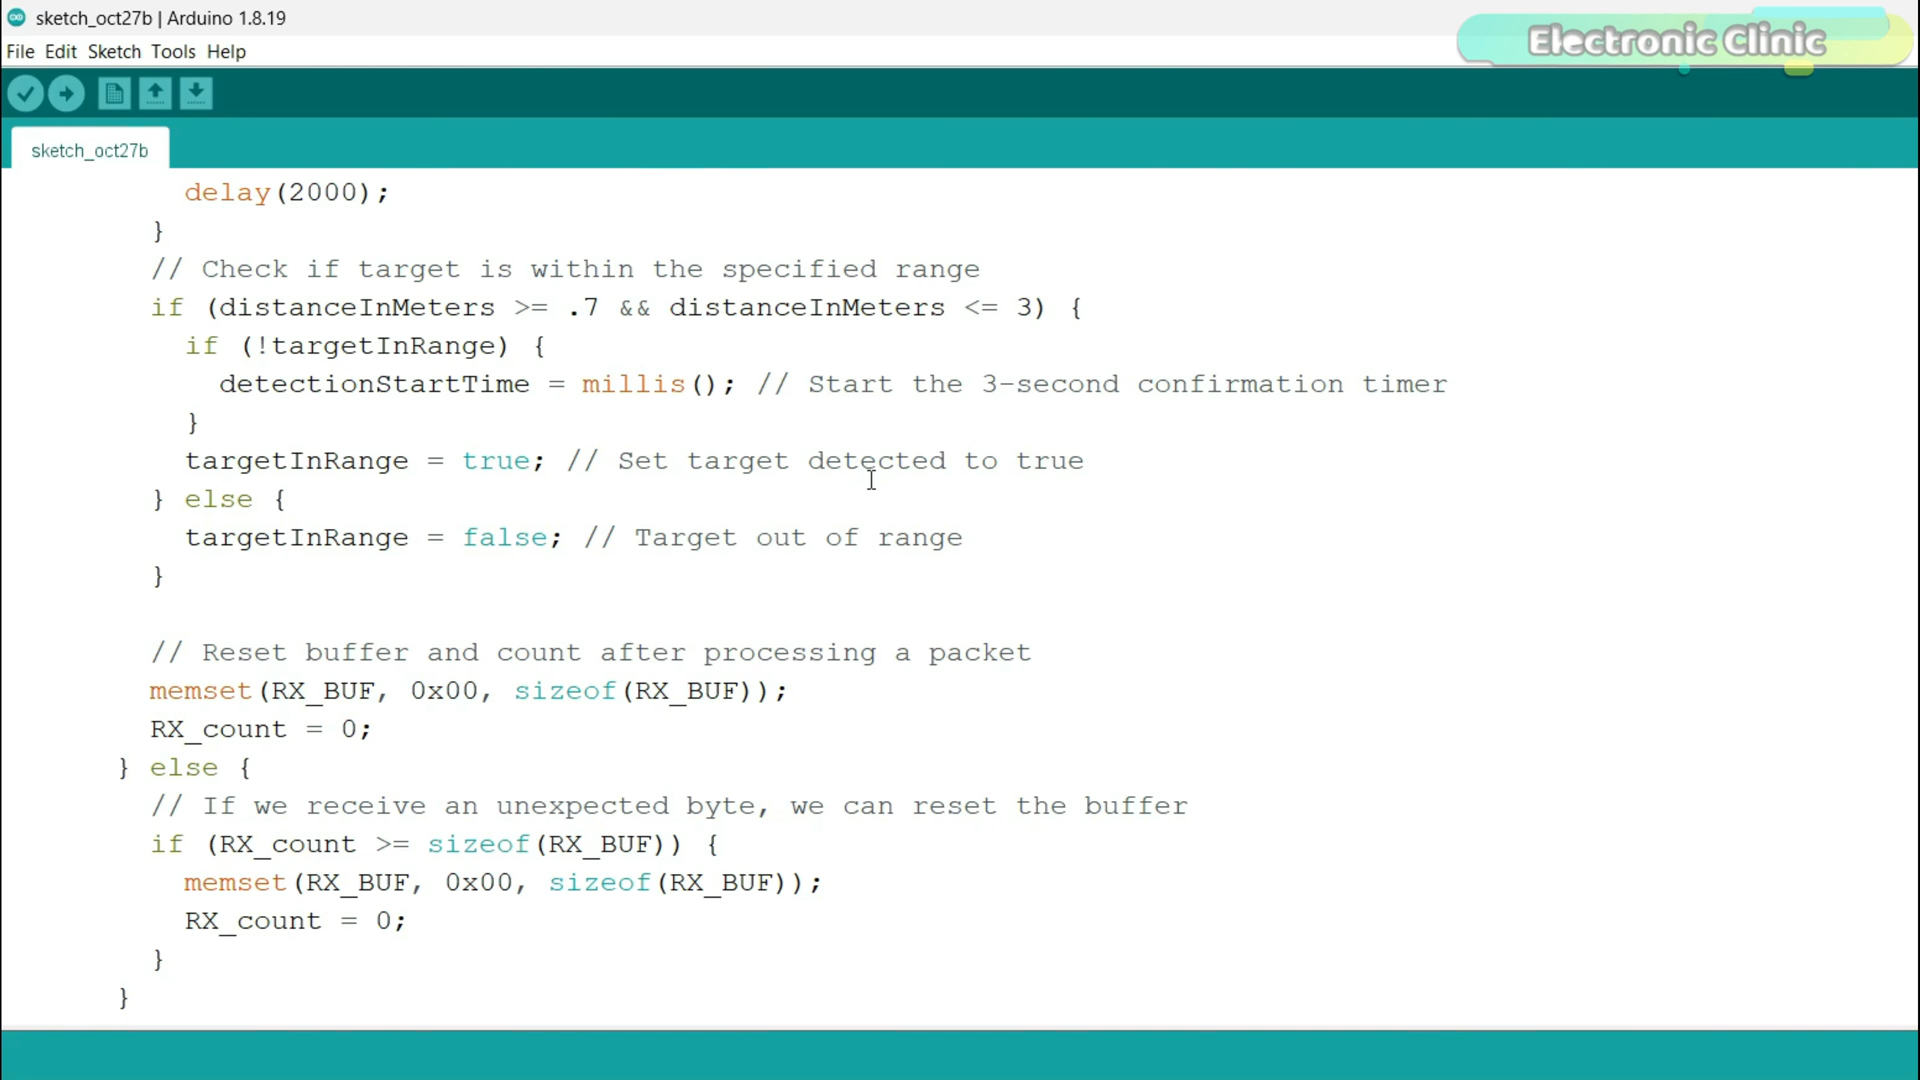 sketch_oct27b | Arduino 1.8.19
File Edit Sketch Tools Help
Electronic Clinic
sketch_oct27b
delay(2000);
}
// Check if target is within the specified range
if (distanceInMeters >= .7 && distanceInMeters <= 3) {
if (!targetInRange) {
detectionStartTime = millis(); // Start the 3-second confirmation timer
}
targetInRange = true; // Set target detected to true
} else {
targetInRange = false; // Target out of range
}
// Reset buffer and count after processing a packet
memset(RX_BUF, 0x00, sizeof(RX_BUF));
RX_count = 0;
} else {
// If we receive an unexpected byte, we can reset the buffer
if (RX_count >= sizeof(RX_BUF)) {
memset(RX_BUF, 0x00, sizeof(RX_BUF));
RX_count = 0;
}
}